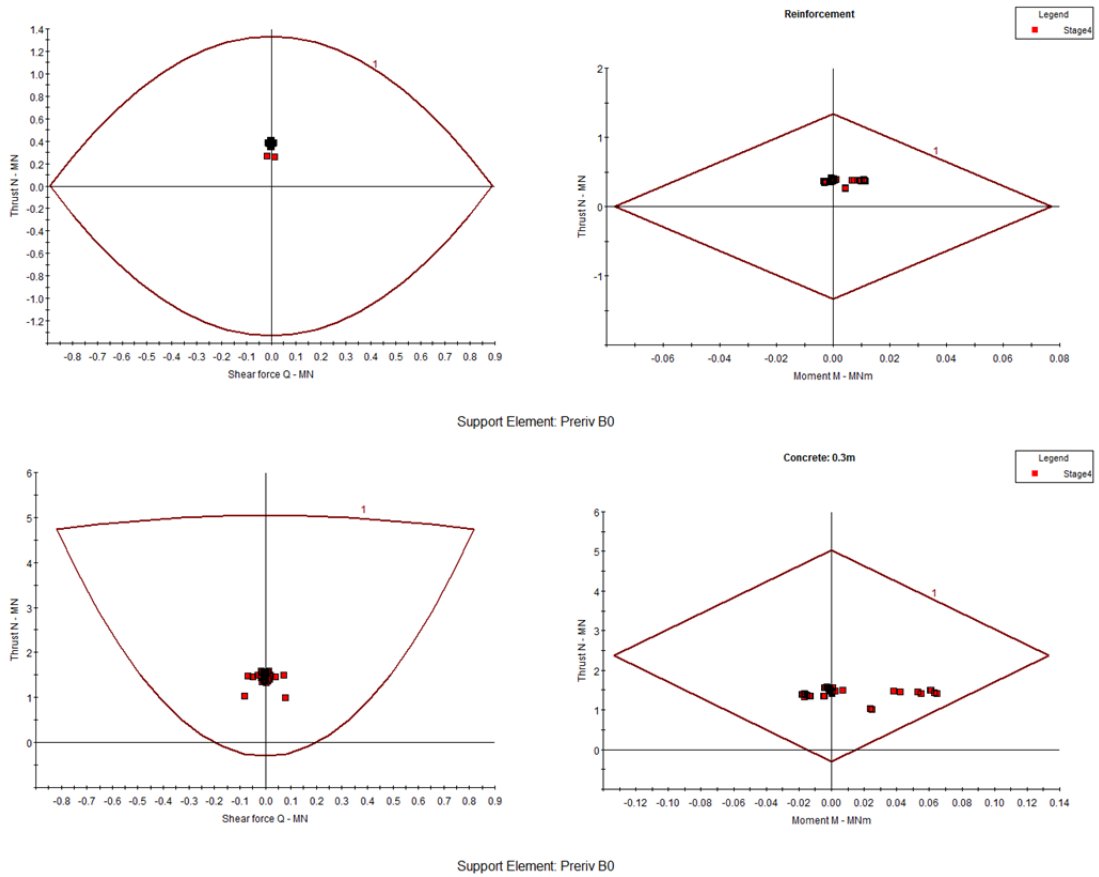 Reinforcement
Legend
Stage4
1.4
1.2
1.0
0.8
0.6
0.4
0.2
0.0
-0.2
-0.4
-0.6
-0.8
-1.0
-1.2
Thrust N - MN
1
-0.8 -0.7 -0.6 -0.5 -0.4 -0.3 -0.2 -0.1 0.0 0.1 0.2 0.3 0.4 0.5 0.6 0.7 0.8 0.9
Shear force Q - MN
2
1
0
-1
Thrust N - MN
1
-0.06 -0.04 -0.02 0.00 0.02 0.04 0.06 0.08
Moment M - MNm
Support Element: Preriv B0
Concrete: 0.3m
Legend
Stage4
6
5
4
3
2
1
0
Thrust N - MN
1
-0.8 -0.7 -0.6 -0.5 -0.4 -0.3 -0.2 -0.1 0.0 0.1 0.2 0.3 0.4 0.5 0.6 0.7 0.8 0.9
Shear force Q - MN
6
5
4
3
2
1
0
Thrust N - MN
1
-0.12 -0.10 -0.08 -0.06 -0.04 -0.02 0.00 0.02 0.04 0.06 0.08 0.10 0.12 0.14
Moment M - MNm
Support Element: Preriv B0